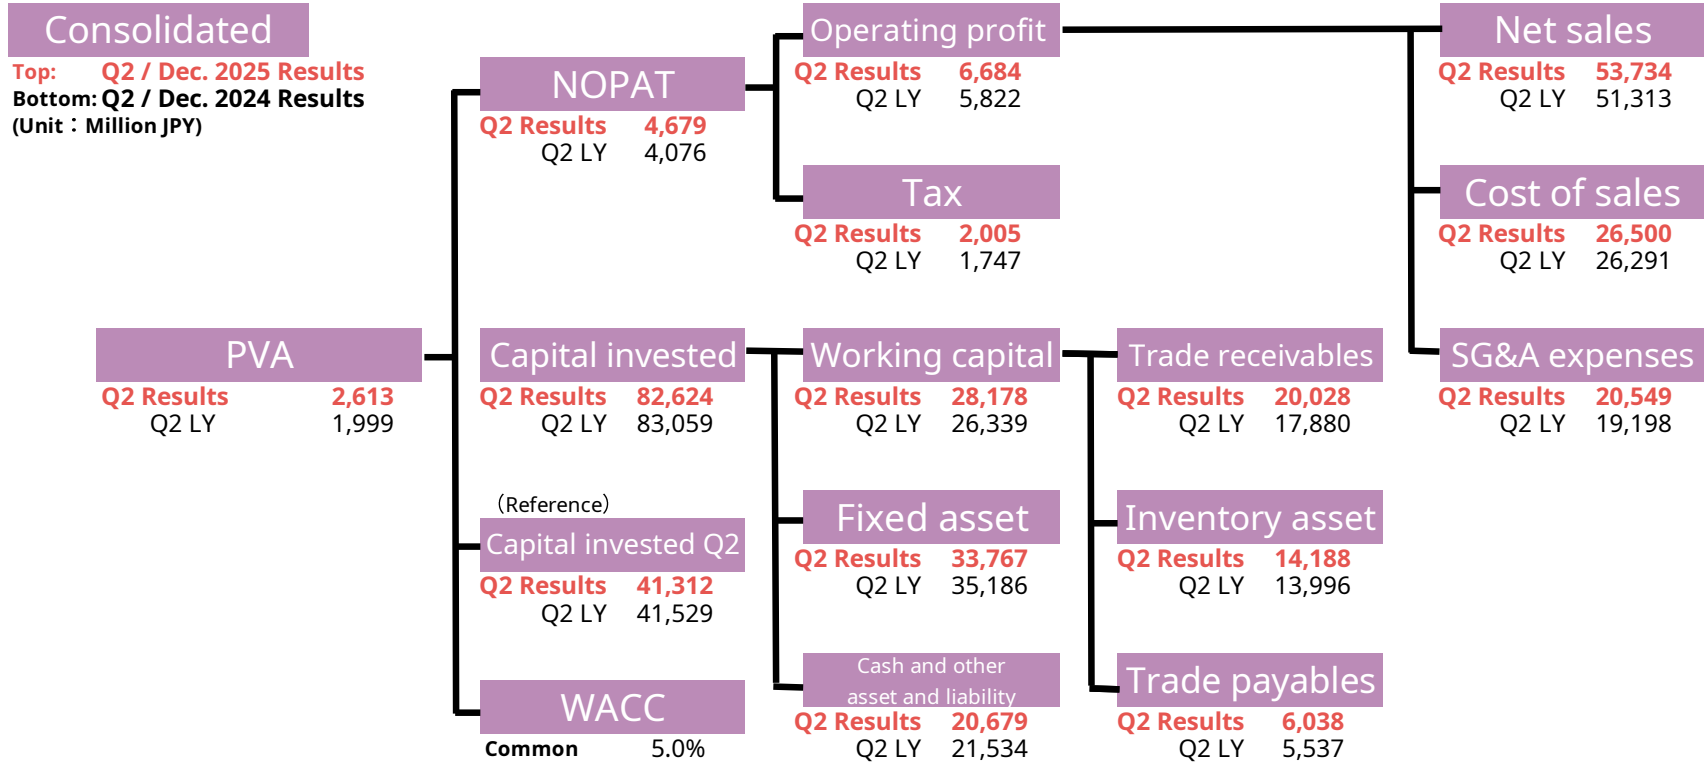 Consolidated
Top: Q2 / Dec. 2025 Results
Bottom: Q2 / Dec. 2024 Results
(Unit：Million JPY)
PVA
Q2 Results 2,613
Q2 LY 1,999
NOPAT
Q2 Results 4,679
Q2 LY 4,076
Capital invested
Q2 Results 82,624
Q2 LY 83,059
（Reference）
Capital invested Q2
Q2 Results 41,312
Q2 LY 41,529
WACC
Common 5.0%
Operating profit
Q2 Results 6,684
Q2 LY 5,822
Tax
Q2 Results 2,005
Q2 LY 1,747
Working capital
Q2 Results 28,178
Q2 LY 26,339
Fixed asset
Q2 Results 33,767
Q2 LY 35,186
Cash and other
asset and liability
Q2 Results 20,679
Q2 LY 21,534
Trade receivables
Q2 Results 20,028
Q2 LY 17,880
Inventory asset
Q2 Results 14,188
Q2 LY 13,996
Trade payables
Q2 Results 6,038
Q2 LY 5,537
Net sales
Q2 Results 53,734
Q2 LY 51,313
Cost of sales
Q2 Results 26,500
Q2 LY 26,291
SG&A expenses
Q2 Results 20,549
Q2 LY 19,198